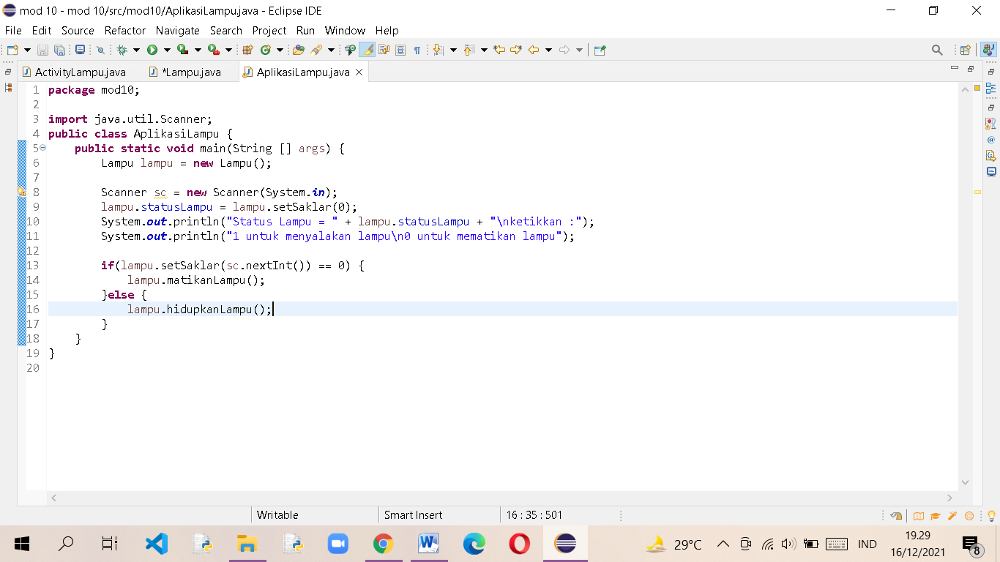 mod 10 - mod 10/src/mod10/AplikasiLampu.java - Eclipse IDE
File Edit Source Refactor Navigate Search Project Run Window Help
ActivityLampu.java *Lampu.java AplikasiLampu.java
1 package mod10;
2
3 import java.util.Scanner;
4 public class AplikasiLampu {
5 public static void main(String [] args) {
6 Lampu lampu = new Lampu();
7
8 Scanner sc = new Scanner(System.in);
9 lampu.statusLampu = lampu.setSaklar(0);
10 System.out.println("Status Lampu = " + lampu.statusLampu + "\nketikkan :");
11 System.out.println("1 untuk menyalakan lampu\n0 untuk mematikan lampu");
12
13 if(lampu.setSaklar(sc.nextInt()) == 0) {
14 lampu.matikanLampu();
15 }else {
16 lampu.hidupkanLampu();
17 }
18 }
19 }
20
Writable Smart Insert 16 : 35 : 501
29°C IND 19.29
16/12/2021 8